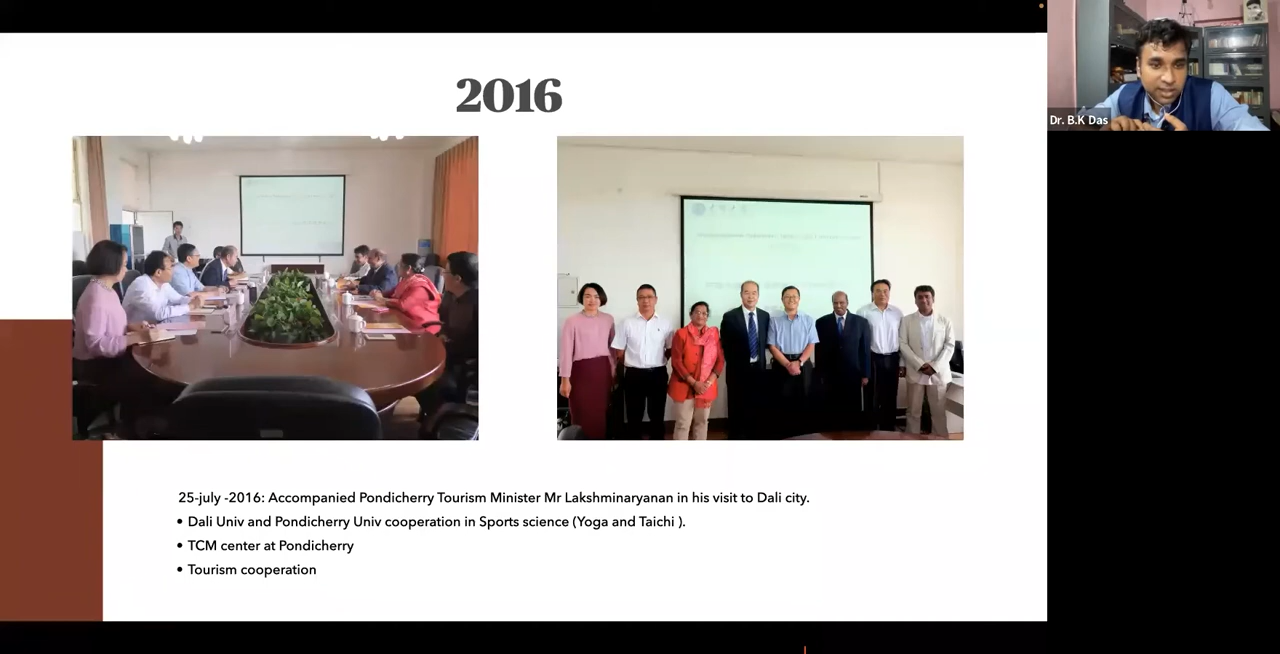 2016
Dr. B.K Das
25-july -2016: Accompanied Pondicherry Tourism Minister Mr Lakshminaryanan in his visit to Dali city.
• Dali Univ and Pondicherry Univ cooperation in Sports science (Yoga and Taichi ).
• TCM center at Pondicherry
• Tourism cooperation